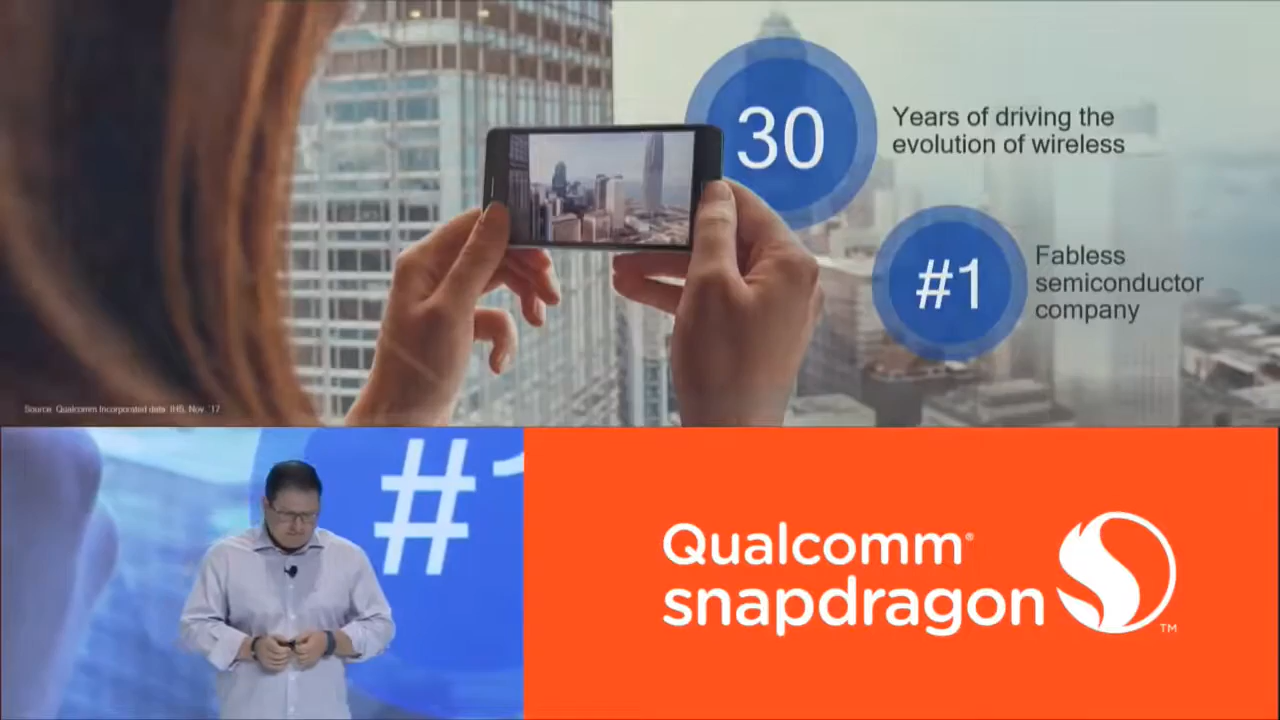 30
Years of driving the
evolution of wireless
#1
Fabless
semiconductor
company
Source: Qualcomm Incorporated data. IHS, Nov. '17
#1
Qualcomm®
snapdragon
TM